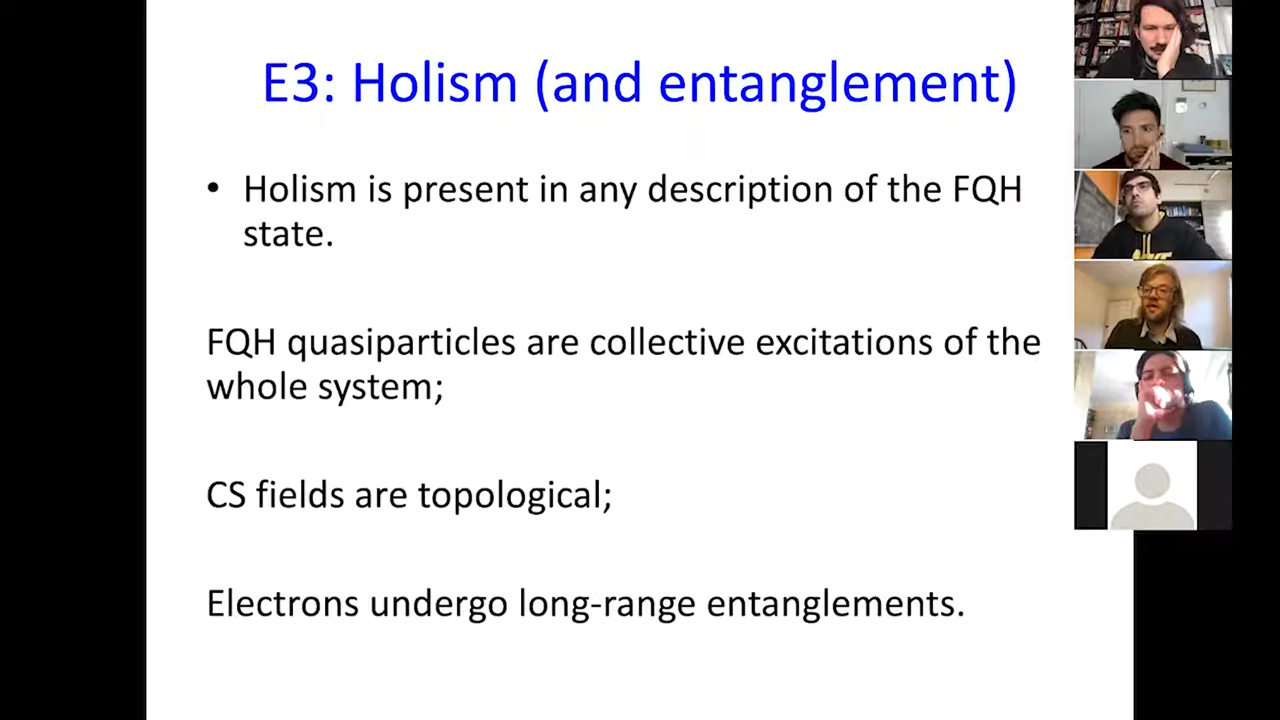 E3: Holism (and entanglement)
• Holism is present in any description of the FQH
state.
FQH quasiparticles are collective excitations of the
whole system;
CS fields are topological;
Electrons undergo long-range entanglements.